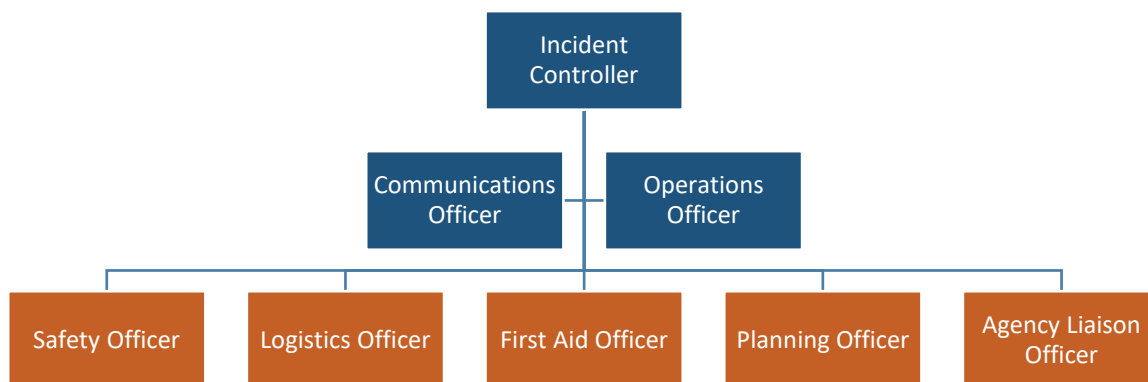 Incident
Controller
Communications
Officer
Operations
Officer
Safety Officer
Logistics Officer
First Aid Officer
Planning Officer
Agency Liaison
Officer